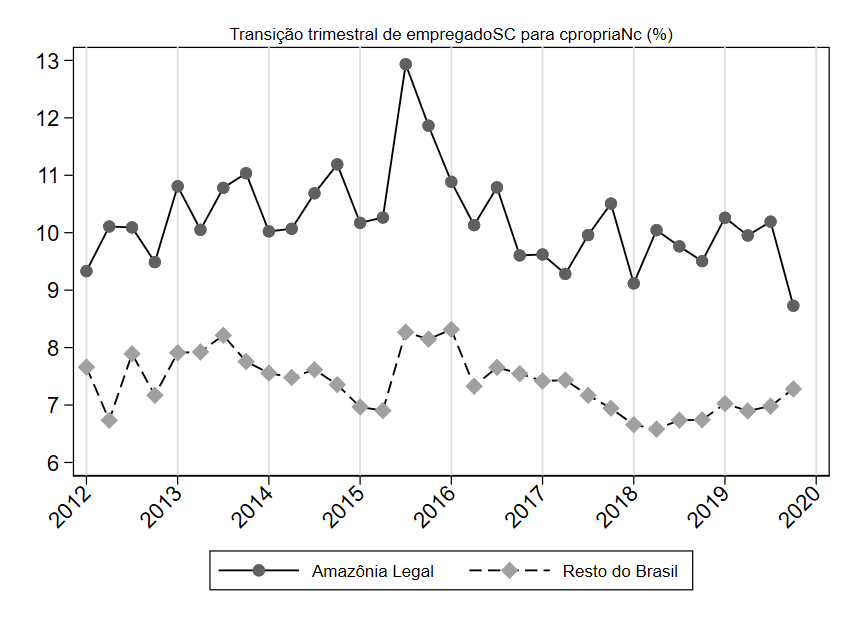 Transição trimestral de empregadoSC para cpropriaNc (%)
13
12
11
10
9
8
7
6
2012 2013 2014 2015 2016 2017 2018 2019 2020
Amazônia Legal Resto do Brasil